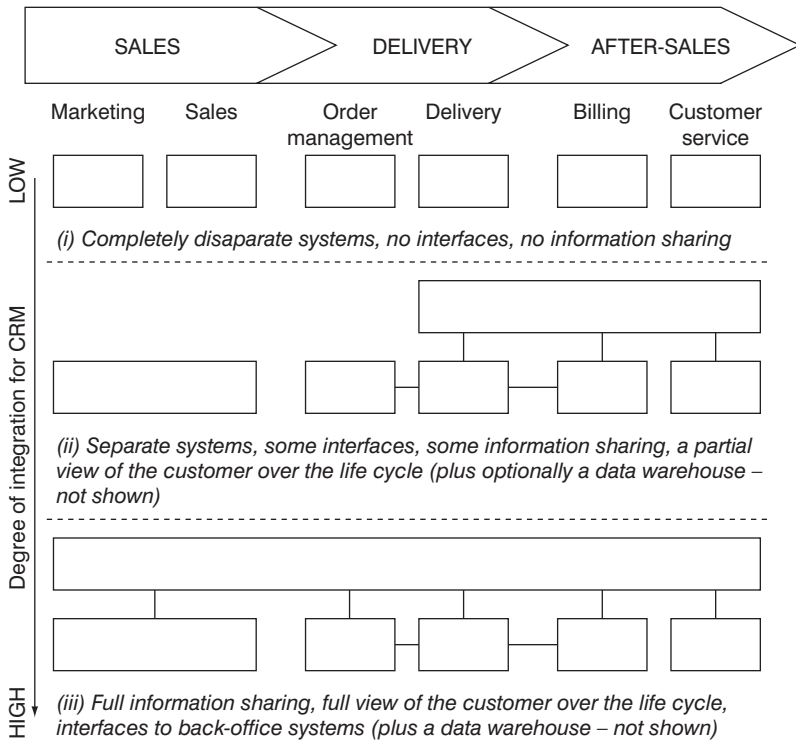 SALES
DELIVERY
AFTER-SALES
Marketing
Sales
Order
management
Delivery
Billing
Customer
service
LOW
(i) Completely disaparate systems, no interfaces, no information sharing
Degree of integration for CRM
(ii) Separate systems, some interfaces, some information sharing, a partial
view of the customer over the life cycle (plus optionally a data warehouse –
not shown)
(iii) Full information sharing, full view of the customer over the life cycle,
interfaces to back-office systems (plus a data warehouse – not shown)
HIGH